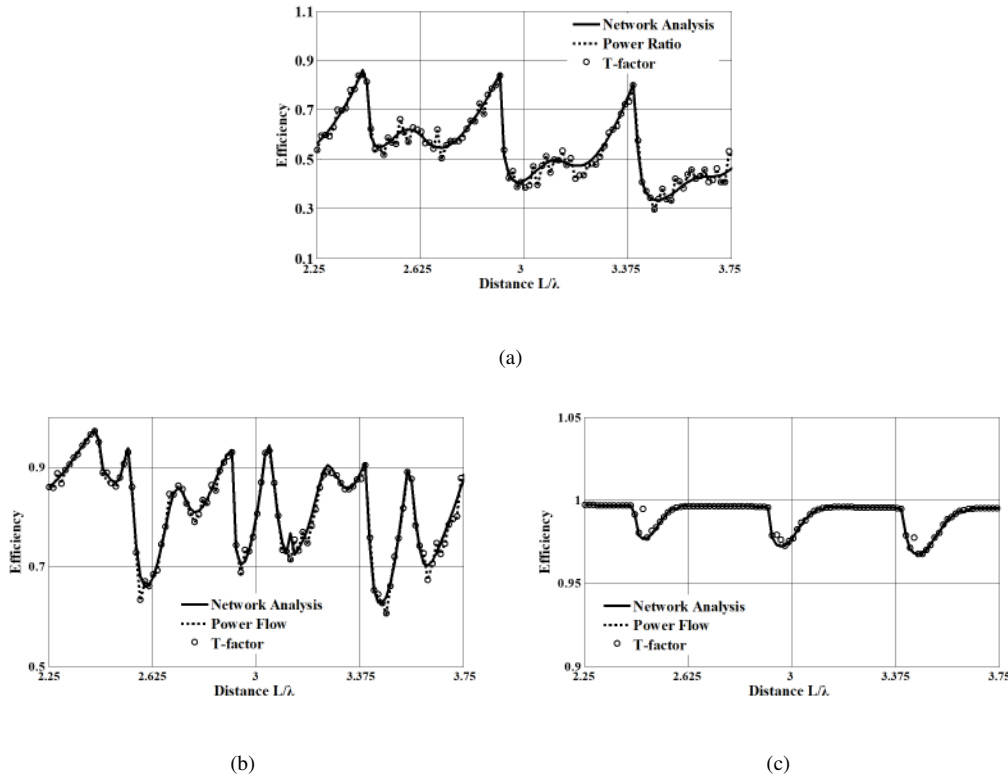 1.1
Network Analysis
Power Ratio
T-factor
0.9
0.7
Efficiency
0.5
0.3
0.1
2.25 2.625 3 3.375 3.75
Distance L/λ
(a)
0.9
Efficiency
0.7
Network Analysis
Power Flow
T-factor
0.5
2.25 2.625 3 3.375 3.75
Distance L/λ
(b)
1.05
1
Efficiency
0.95
Network Analysis
Power Flow
T-factor
0.9
2.25 2.625 3 3.375 3.75
Distance L/λ
(c)